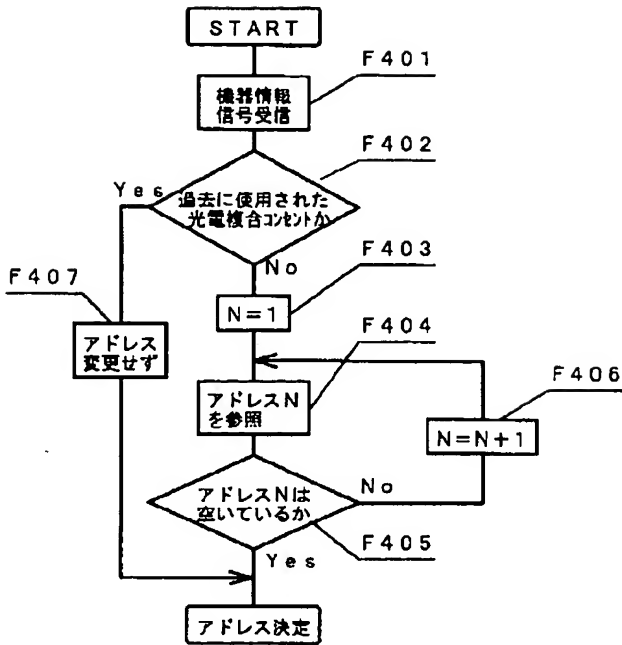 START
F401
機器情報
信号受信
F402
Yes
過去に使用された
光電複合コンセントか
No
F403
F407
N=1
F404
アドレス
変更せず
アドレスN
を参照
F406
N=N+1
アドレスNは
空いているか
No
F405
Yes
アドレス決定